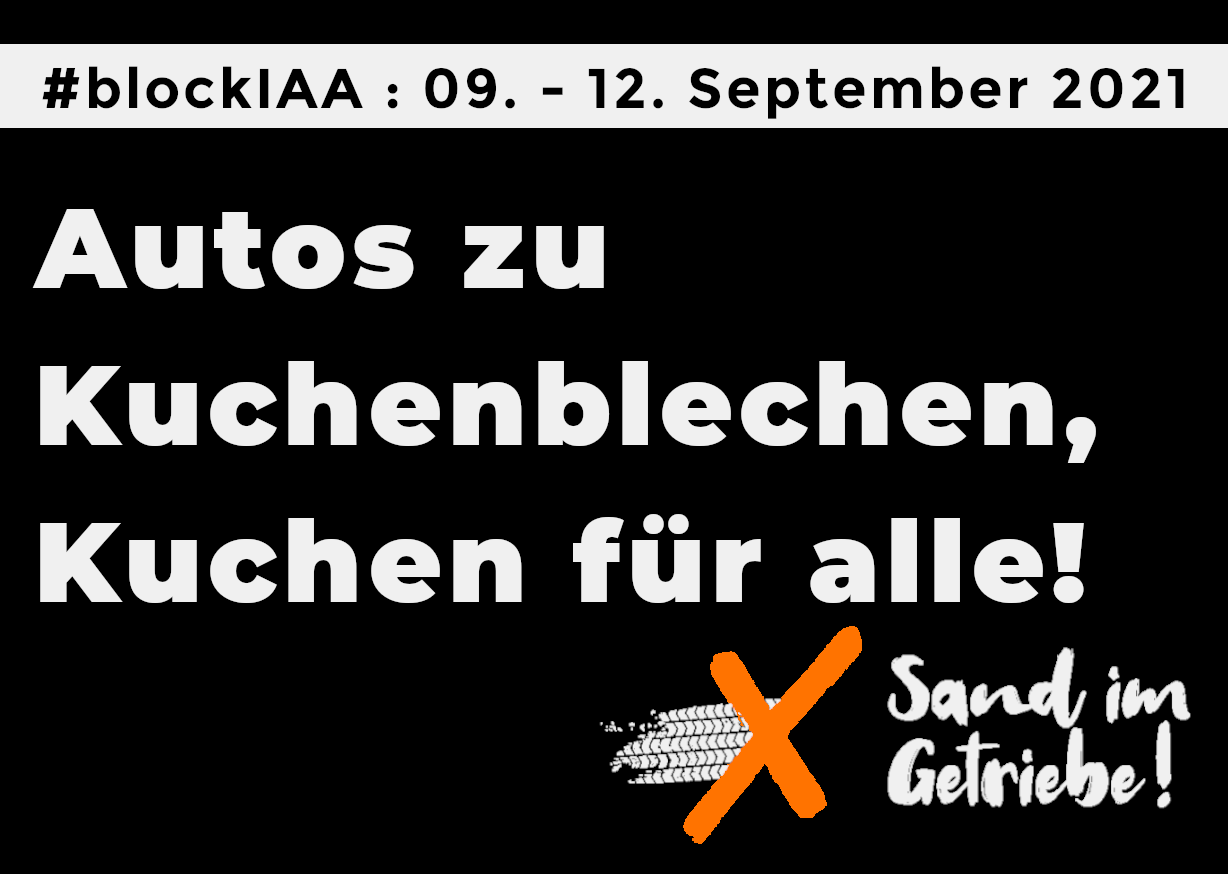 #blockIAA : 09. - 12. September 2021
Autos zu
Kuchenblechen,
Kuchen für alle!
Sand im
Getriebe!